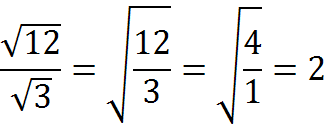 √12/√3 = √(12/3) = √(4/1) = 2